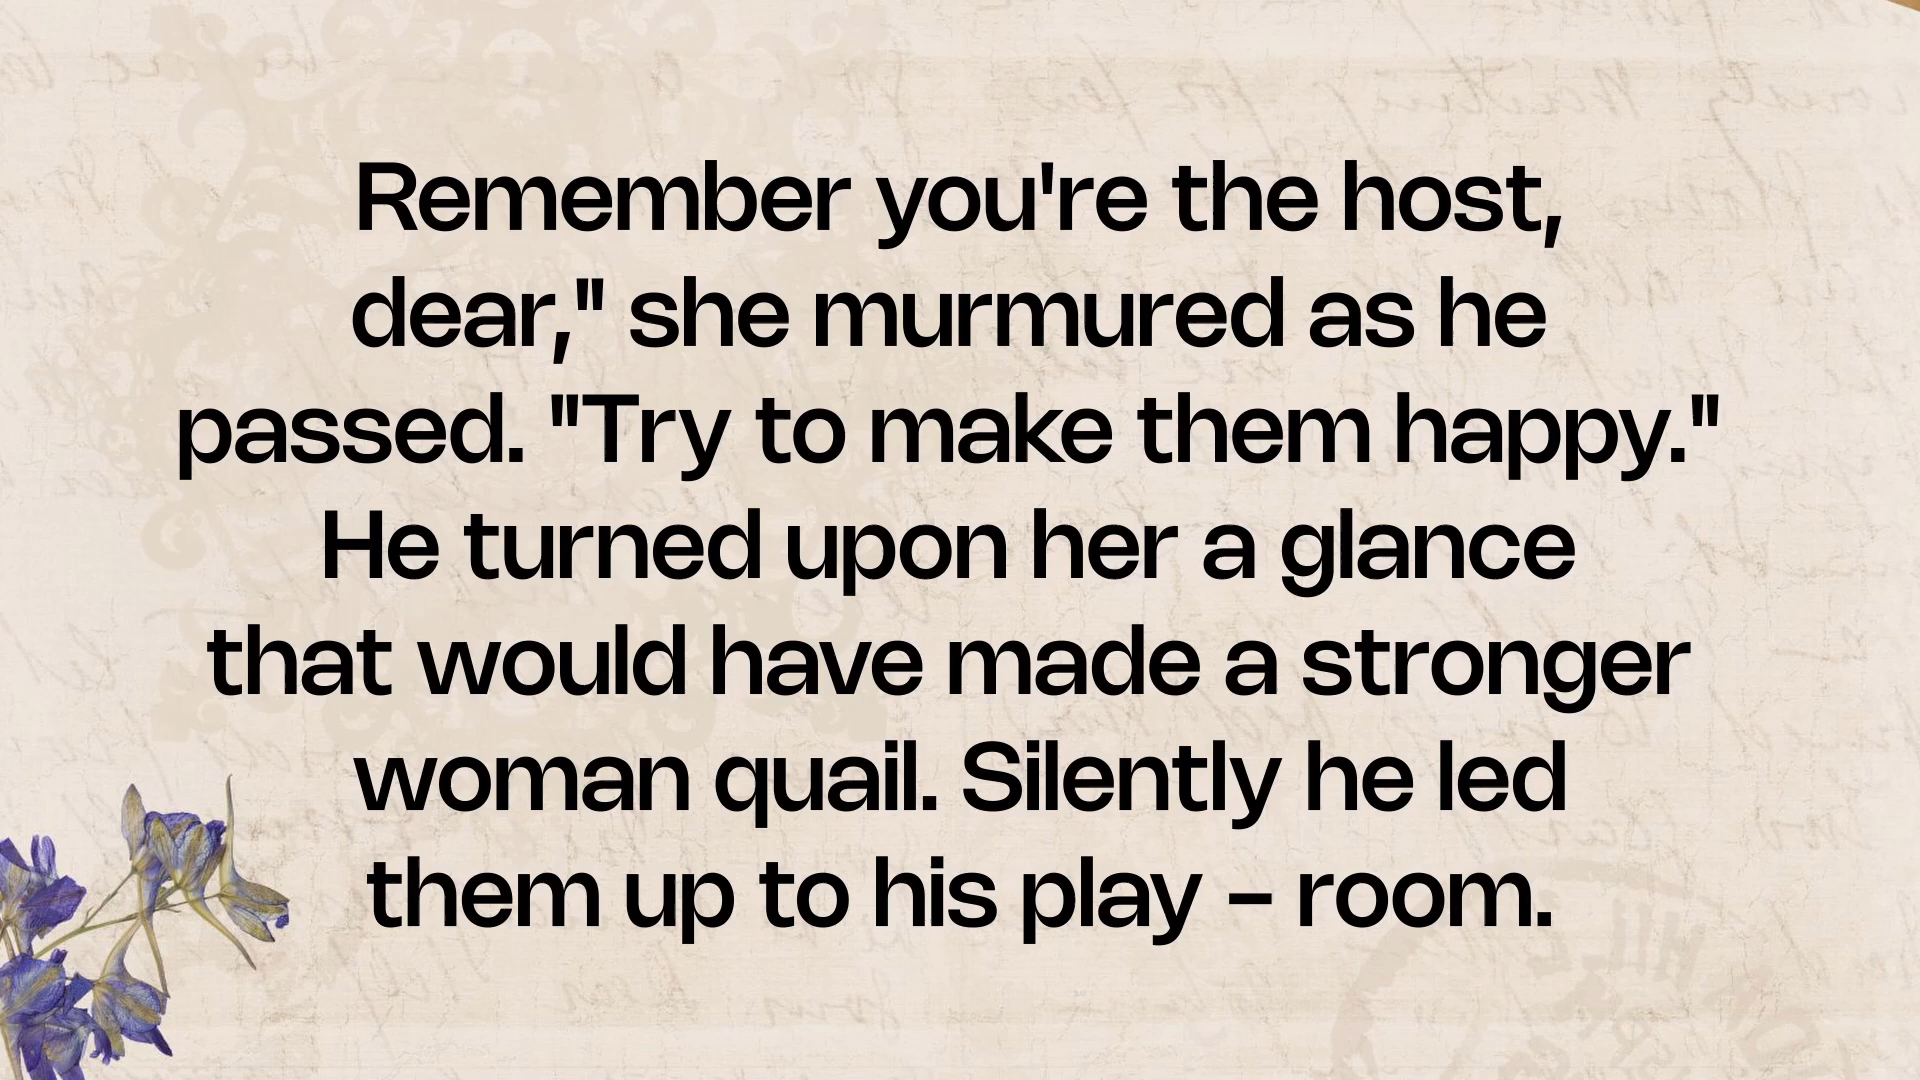 Remember you're the host,
dear," she murmured as he
passed. "Try to make them happy."
He turned upon her a glance
that would have made a stronger
woman quail. Silently he led
them up to his play – room.